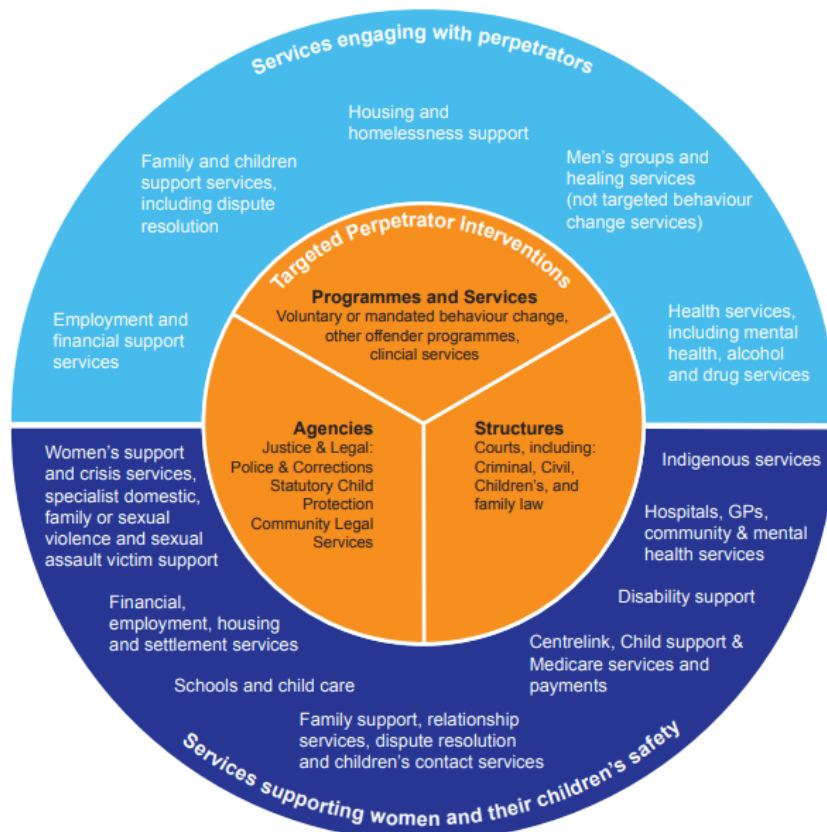 Services engaging with perpetrators
Housing and
homelessness support
Family and children
support services,
including dispute
resolution
Men's groups and
healing services
(not targeted behaviour
change services)
Employment and
financial support
services
Health services,
including mental
health, alcohol
and drug services
Targeted Perpetrator Interventions
Programmes and Services
Voluntary or mandated behaviour change,
other offender programmes,
clincial services
Agencies
Justice & Legal:
Police & Corrections
Statutory Child
Protection
Community Legal
Services
Structures
Courts, including:
Criminal, Civil,
Children's, and
family law
Women's support
and crisis services,
specialist domestic,
family or sexual
violence and sexual
assault victim support
Financial,
employment, housing
and settlement services
Schools and child care
Family support, relationship
services, dispute resolution
and children's contact services
Indigenous services
Hospitals, GPs,
community & mental
health services
Disability support
Centrelink, Child support &
Medicare services and
payments
Services supporting women and their children's safety